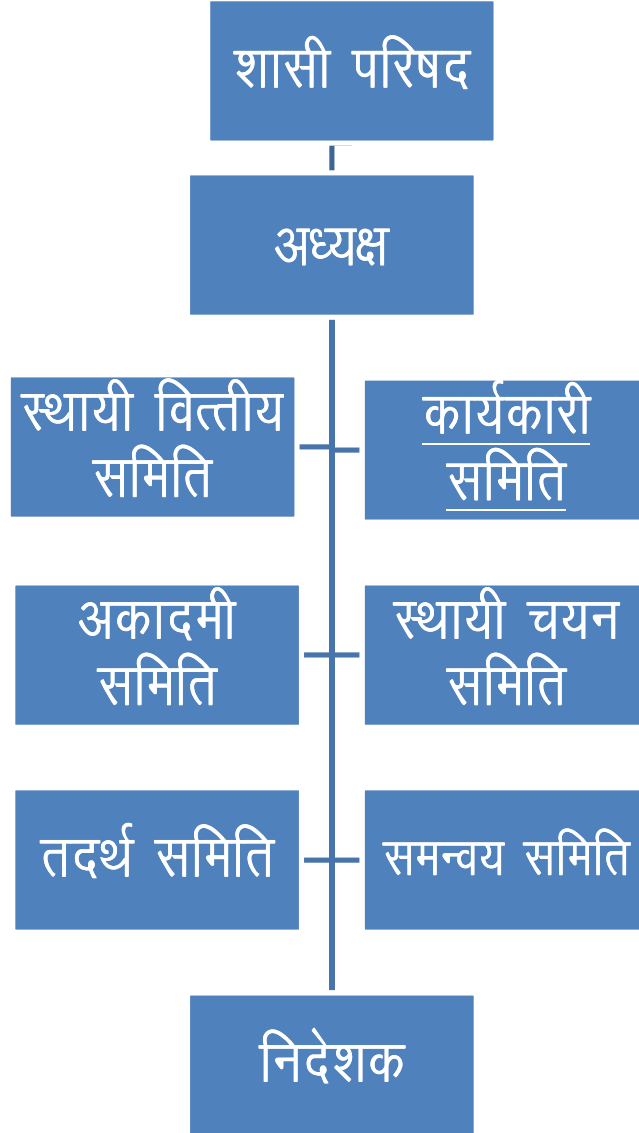 शासी परिषद
अध्यक्ष
स्थायी वित्तीय
समिति
कार्यकारी
समिति
अकादमी
समिति
स्थायी चयन
समिति
तदर्थ समिति
समन्वय समिति
निदेशक